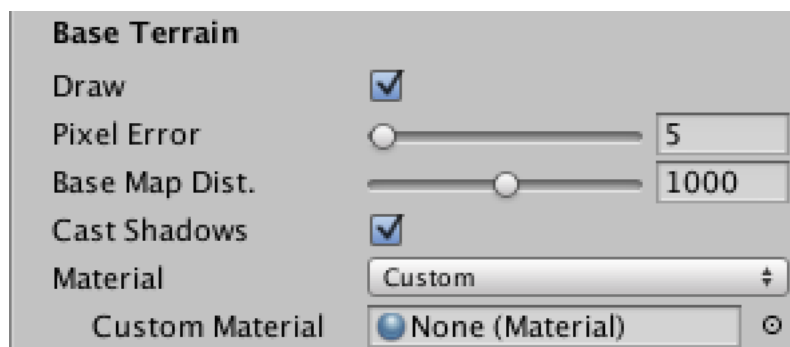 Base Terrain
Draw
Pixel Error 5
Base Map Dist. 1000
Cast Shadows
Material Custom
Custom Material None (Material)